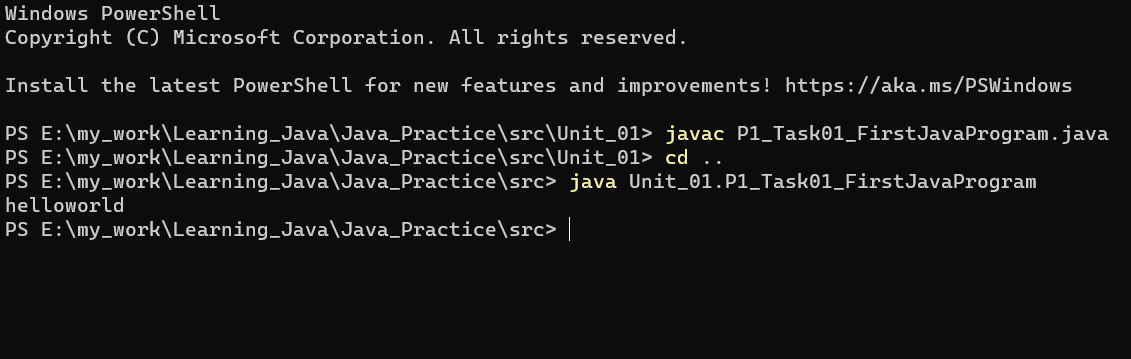 Windows PowerShell
Copyright (C) Microsoft Corporation. All rights reserved.
Install the latest PowerShell for new features and improvements! https://aka.ms/PSWindows
PS E:\my_work\Learning_Java\Java_Practice\src\Unit_01> javac P1_Task01_FirstJavaProgram.java
PS E:\my_work\Learning_Java\Java_Practice\src\Unit_01> cd ..
PS E:\my_work\Learning_Java\Java_Practice\src> java Unit_01.P1_Task01_FirstJavaProgram
helloworld
PS E:\my_work\Learning_Java\Java_Practice\src>